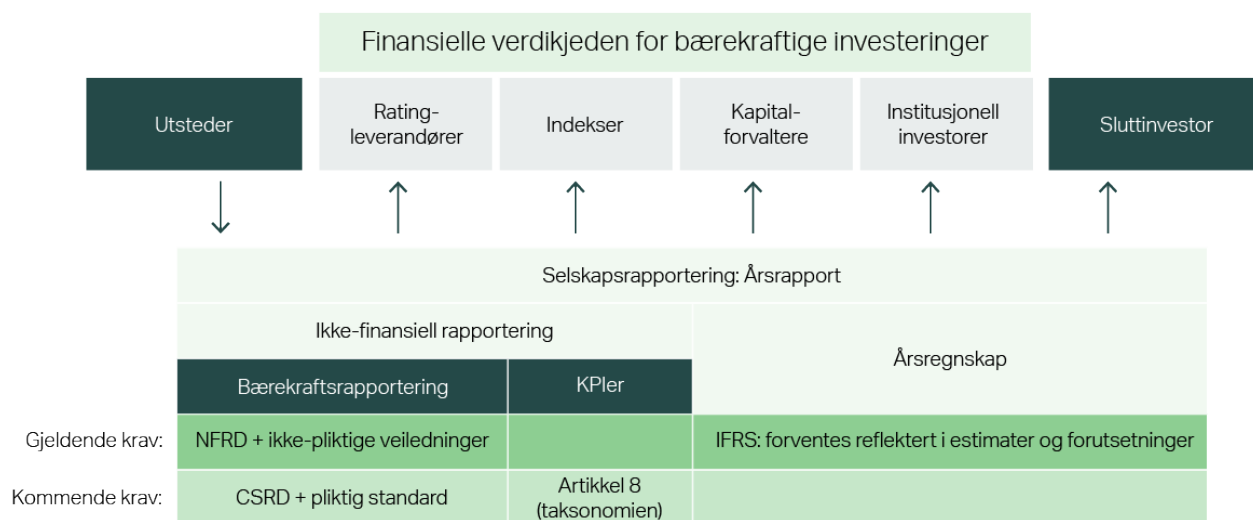 Finansielle verdikjeden for bærekraftige investeringer
Utsteder
Rating-
leverandører
Indekser
Kapital-
forvaltere
Institusjonell
investorer
Sluttinvestor
Selskapsrapportering: Årsrapport
Ikke-finansiell rapportering
Årsregnskap
Bærekraftsrapportering
KPIer
Gjeldende krav:
NFRD + ikke-pliktige veiledninger
IFRS: forventes reflektert i estimater og forutsetninger
Kommende krav:
CSRD + pliktig standard
Artikkel 8
(taksonomien)